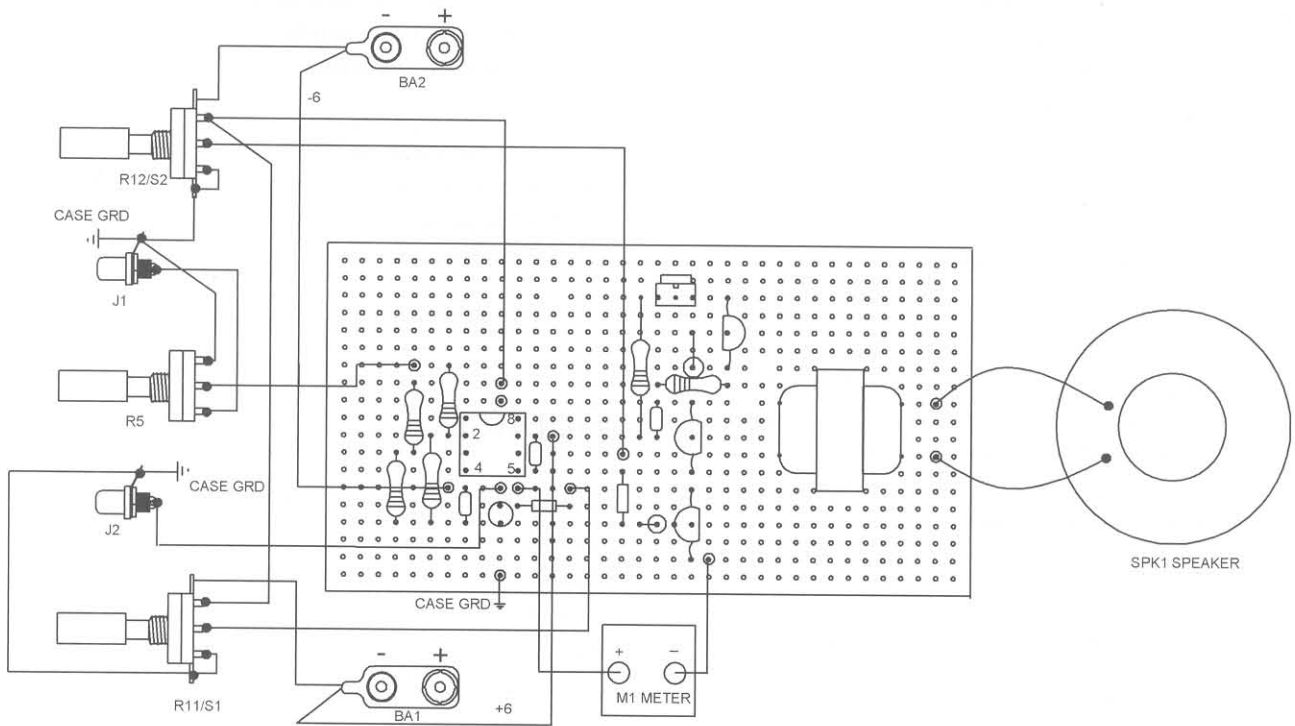 - +
BA2
-6
R12/S2
CASE GRD
J1
R5
8
2
4 5
CASE GRD
J2
SPK1 SPEAKER
CASE GRD
+ -
M1 METER
- +
R11/S1
BA1
+6